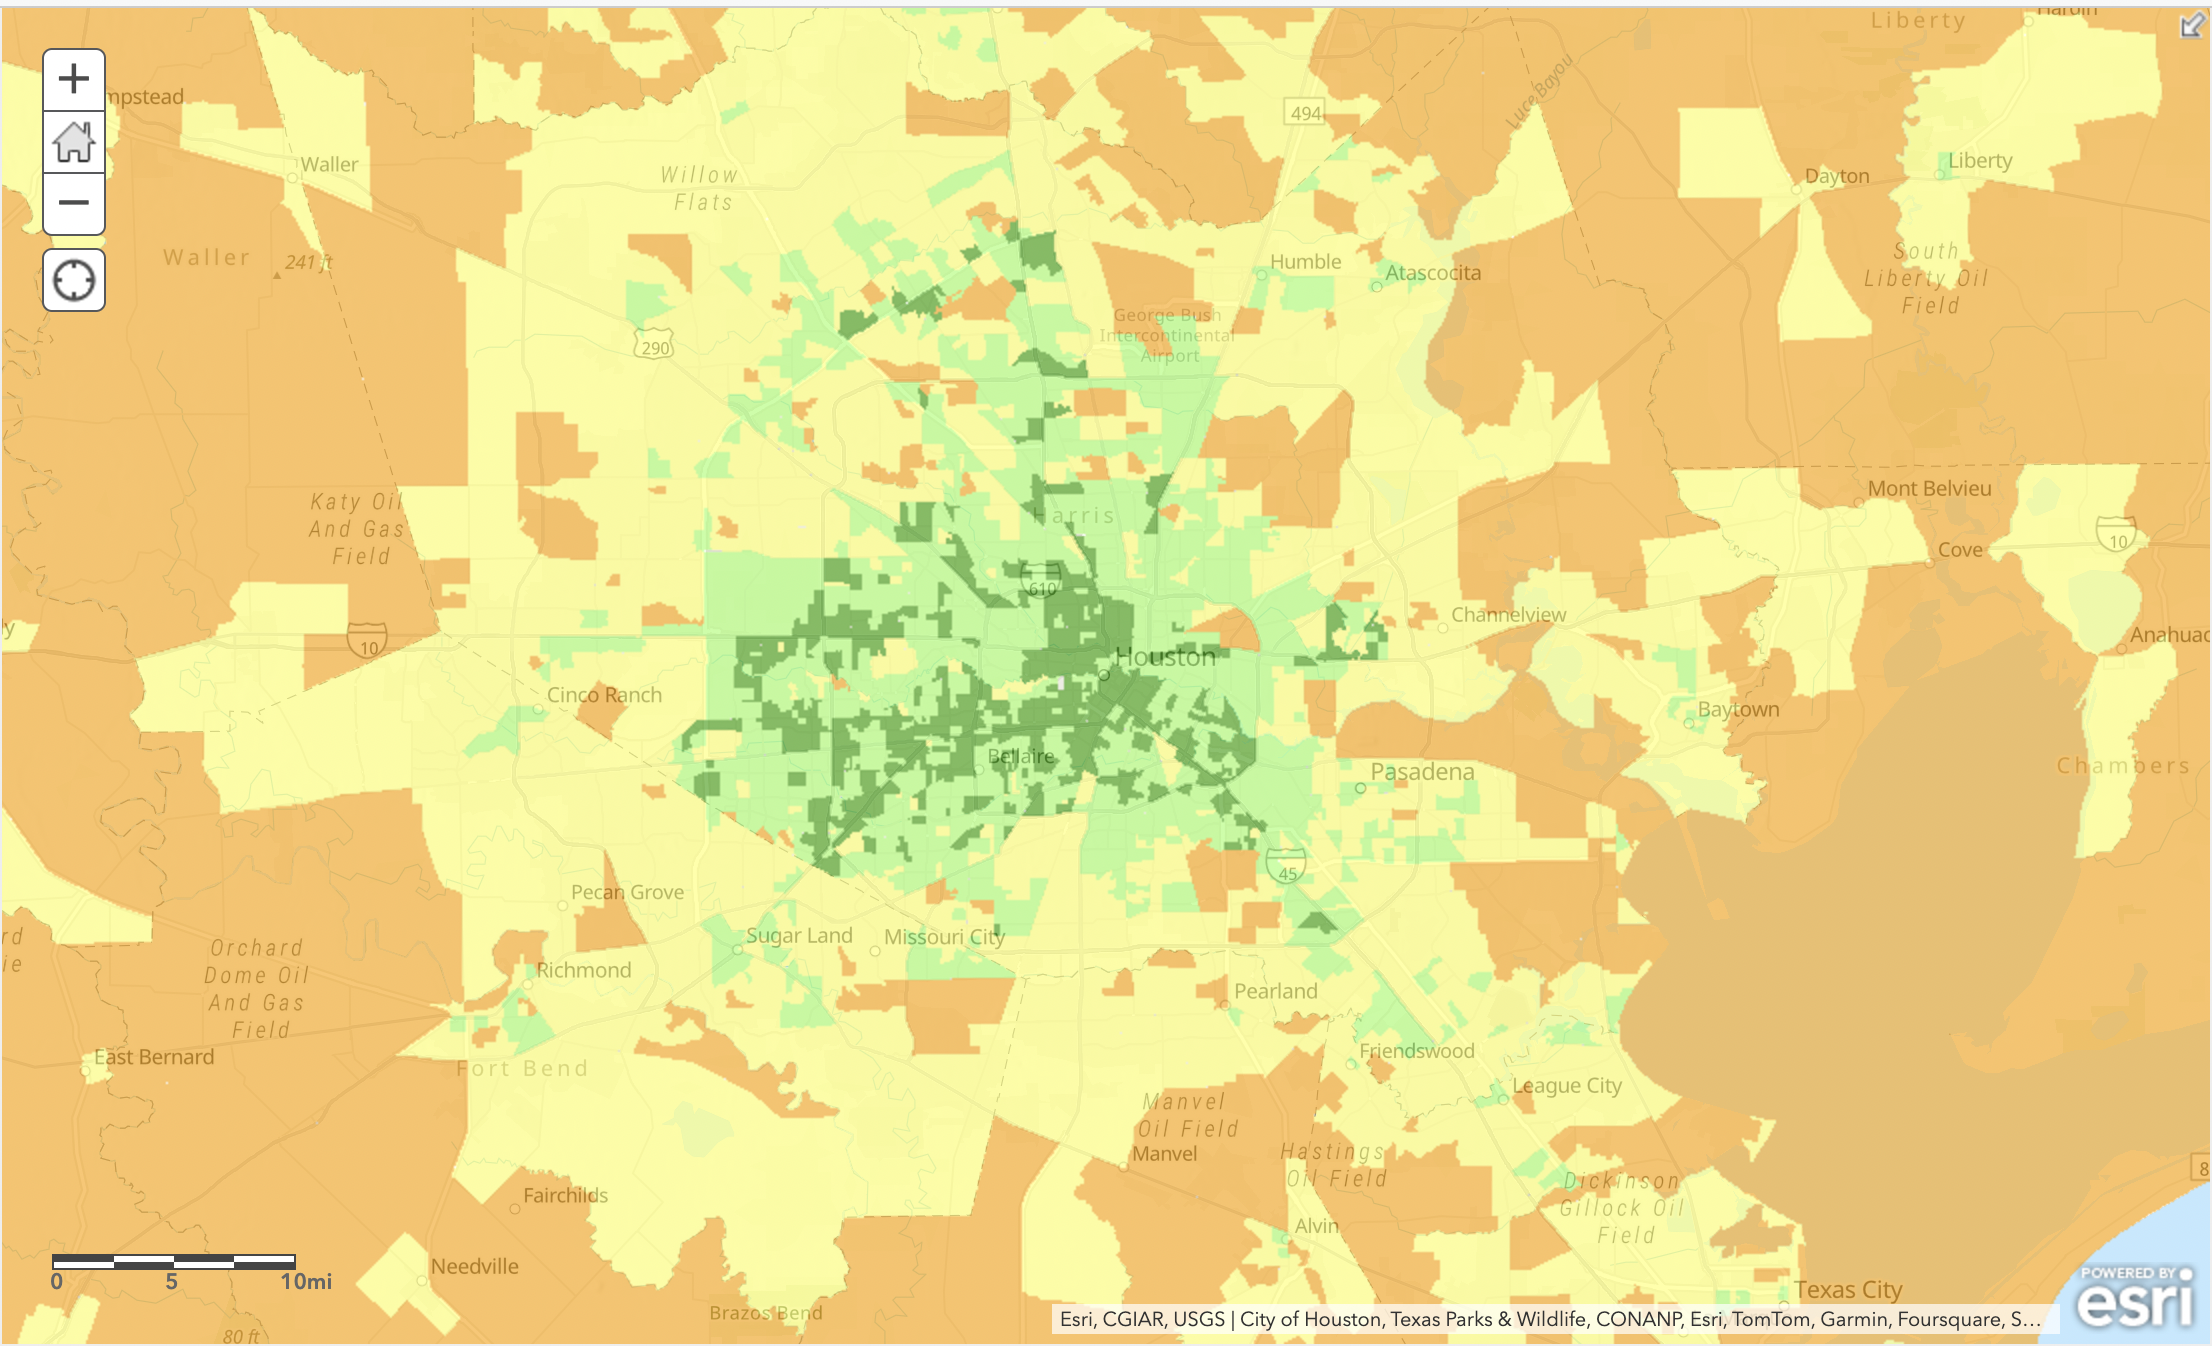 Liberty
mpstead
494
Luce Bayou
Waller
Willow
Flats
Liberty
Dayton
Waller
241 ft
South
Liberty Oil
Field
Humble
Atascocita
George Bush
Intercontinental
Airport
290
Katy Oil
And Gas
Field
Harris
Mont Belvieu
10
Cove
610
Channelview
10
Anahuac
Houston
Cinco Ranch
Baytown
Bellaire
Pasadena
Chambers
45
Pecan Grove
Sugar Land
Missouri City
Orchard
Dome Oil
And Gas
Field
Richmond
Pearland
East Bernard
Fort Bend
Friendswood
League City
Manvel
Oil Field
Manvel
Hastings
Oil Field
Dickinson
Gillock Oil
Field
Fairchilds
Alvin
Needville
0 5 10mi
Texas City
Brazos Bend
80 ft
POWERED BY
esri
Esri, CGIAR, USGS | City of Houston, Texas Parks & Wildlife, CONANP, Esri, TomTom, Garmin, Foursquare, S...